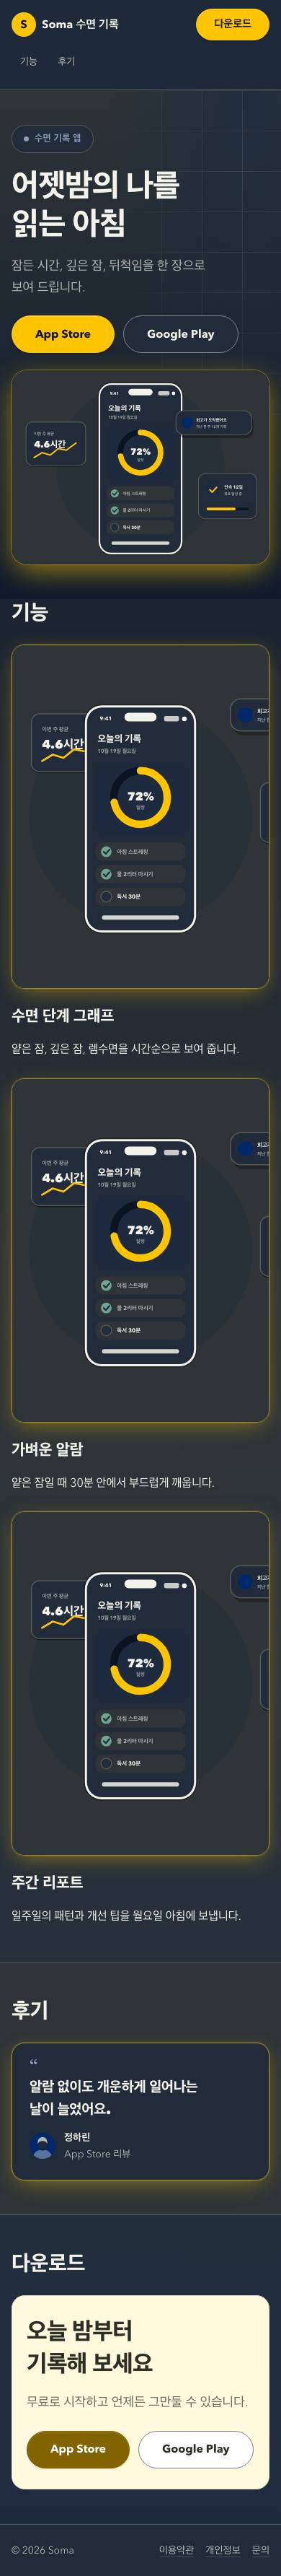 S Soma 수면 기록
다운로드
기능 후기
수면 기록 앱
어젯밤의 나를
읽는 아침
잠든 시간, 깊은 잠, 뒤척임을 한 장으로
보여 드립니다.
App Store Google Play
9:41
오늘의 기록
10월 19일 월요일
이번 주 평균
4.6시간
72%
달성
회고가 도착했어요
연속 12일
아침 스트레칭
물 2리터 마시기
독서 30분
기능
9:41
오늘의 기록
10월 19일 월요일
이번 주 평균
4.6시간
72%
달성
아침 스트레칭
물 2리터 마시기
독서 30분
수면 단계 그래프
얕은 잠, 깊은 잠, 렘수면을 시간순으로 보여 줍니다.
9:41
오늘의 기록
10월 19일 월요일
이번 주 평균
4.6시간
72%
달성
아침 스트레칭
물 2리터 마시기
독서 30분
가벼운 알람
얕은 잠일 때 30분 안에서 부드럽게 깨웁니다.
9:41
오늘의 기록
10월 19일 월요일
이번 주 평균
4.6시간
72%
달성
아침 스트레칭
물 2리터 마시기
독서 30분
주간 리포트
일주일의 패턴과 개선 팁을 월요일 아침에 보냅니다.
후기
“
알람 없이도 개운하게 일어나는
날이 늘었어요.
정하린
App Store 리뷰
다운로드
오늘 밤부터
기록해 보세요
무료로 시작하고 언제든 그만둘 수 있습니다.
App Store Google Play
© 2026 Soma 이용약관 개인정보 문의